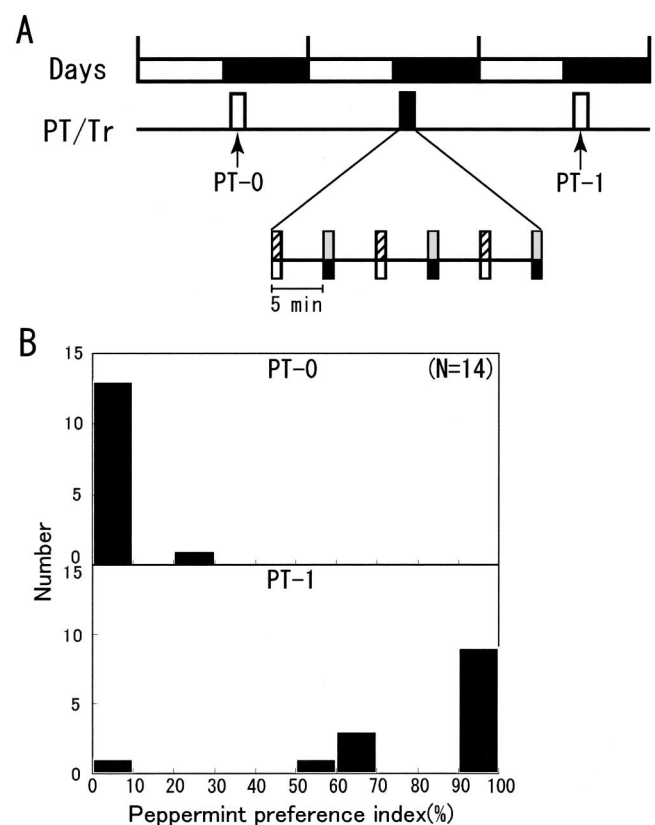 A
Days
PT/Tr
PT-0
PT-1
5 min
B
PT-0
(N=14)
15
10
5
0
PT-1
15
10
5
0
Number
0 10 20 30 40 50 60 70 80 90 100
Peppermint preference index(%)